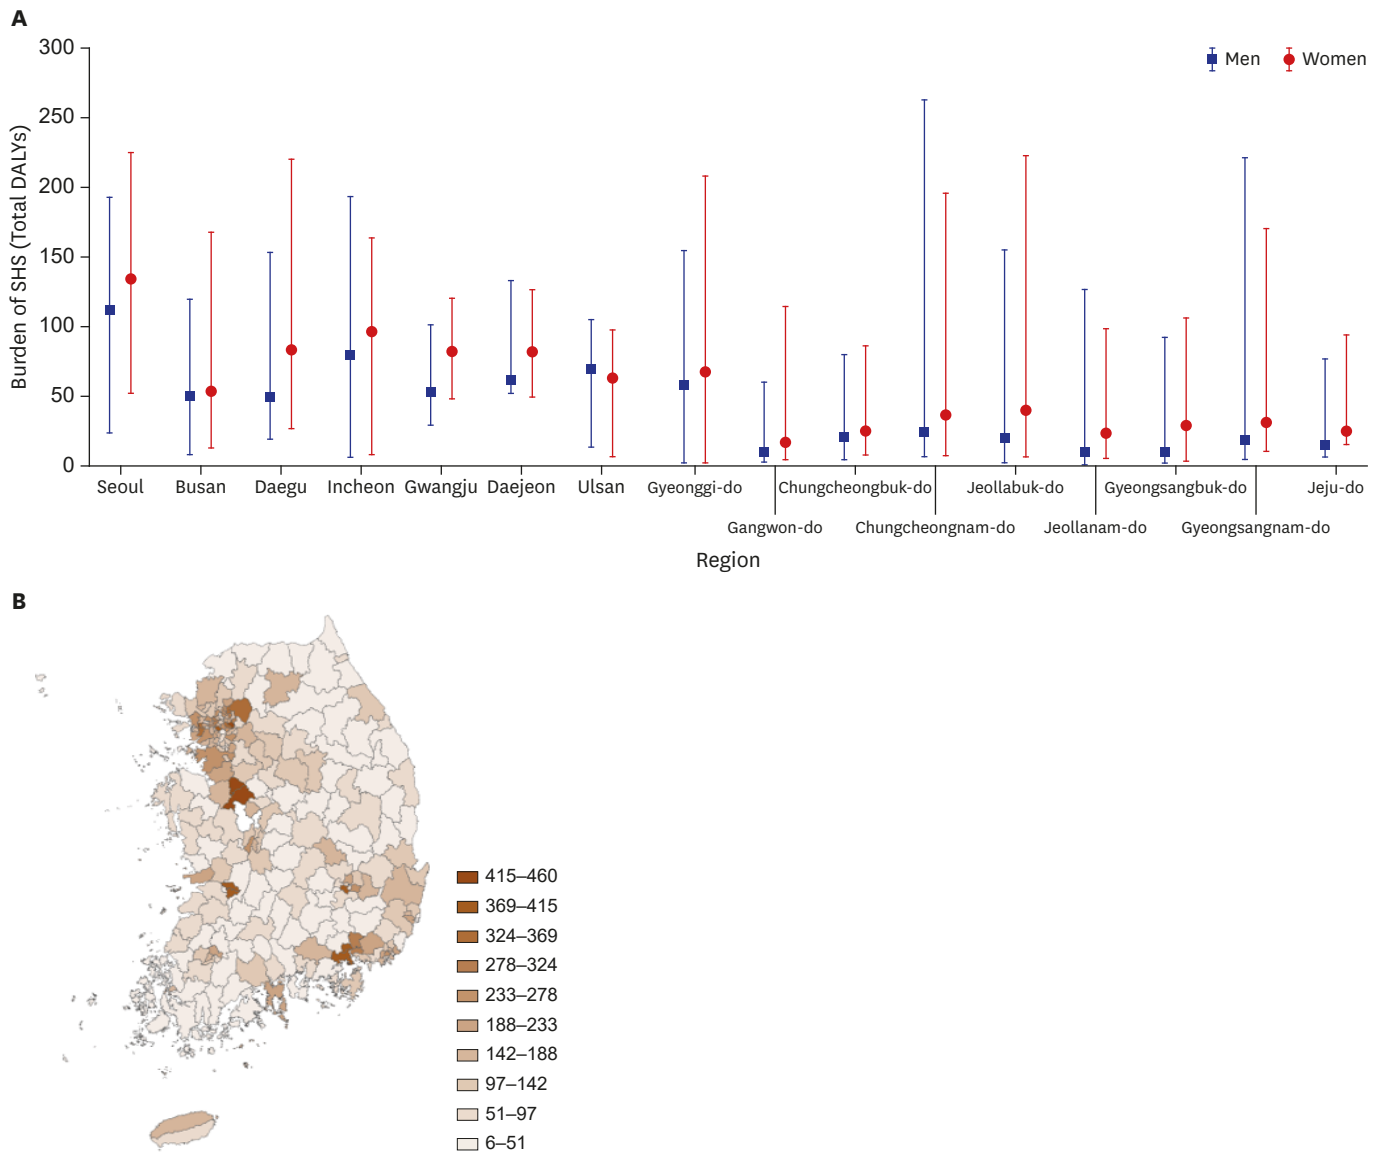 A
Burden of SHS (Total DALYs)
300
250
200
150
100
50
0
Men
Women
Seoul
Busan
Daegu
Incheon
Gwangju
Daejeon
Ulsan
Gyeonggi-do
Gangwon-do
Chungcheongbuk-do
Chungcheongnam-do
Jeollabuk-do
Jeollanam-do
Gyeongsangbuk-do
Gyeongsangnam-do
Jeju-do
Region
B
415–460
369–415
324–369
278–324
233–278
188–233
142–188
97–142
51–97
6–51